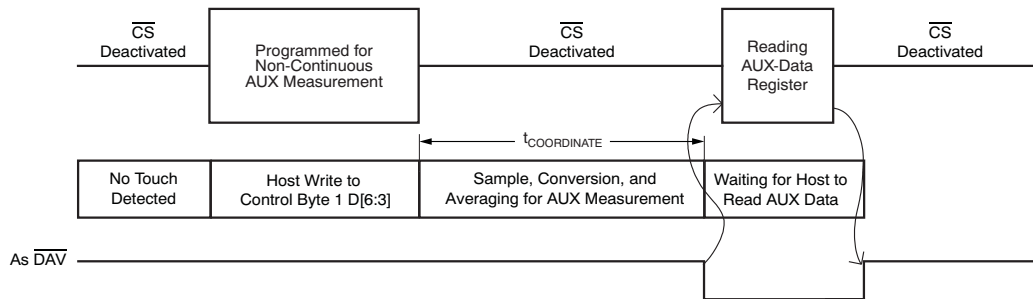 CS
Deactivated
Programmed for
Non-Continuous
AUX Measurement
CS
Deactivated
Reading
AUX-Data
Register
CS
Deactivated
tCOORDINATE
No Touch
Detected
Host Write to
Control Byte 1 D[6:3]
Sample, Conversion, and
Averaging for AUX Measurement
Waiting for Host to
Read AUX Data
As DAV